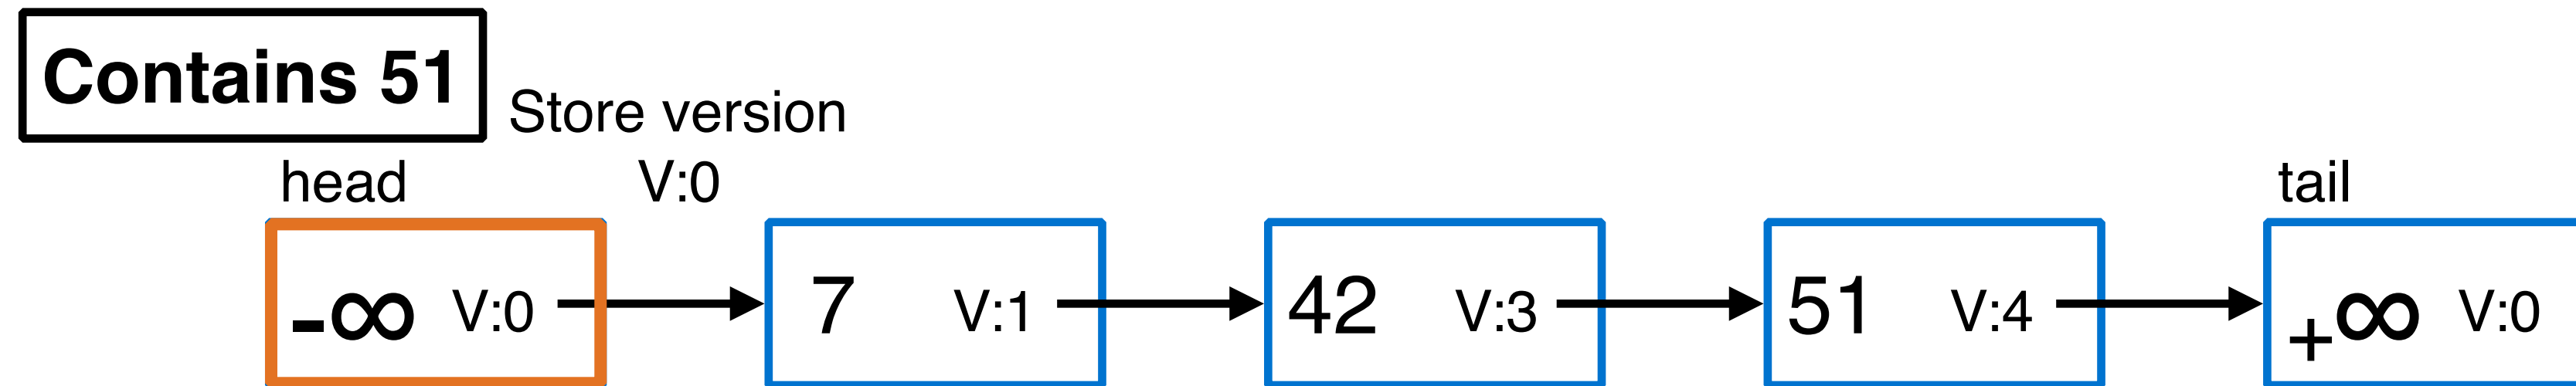 Contains 51
Store version
V:0
head
tail
-∞ V:0
7 V:1
42 V:3
51 V:4
+∞ V:0